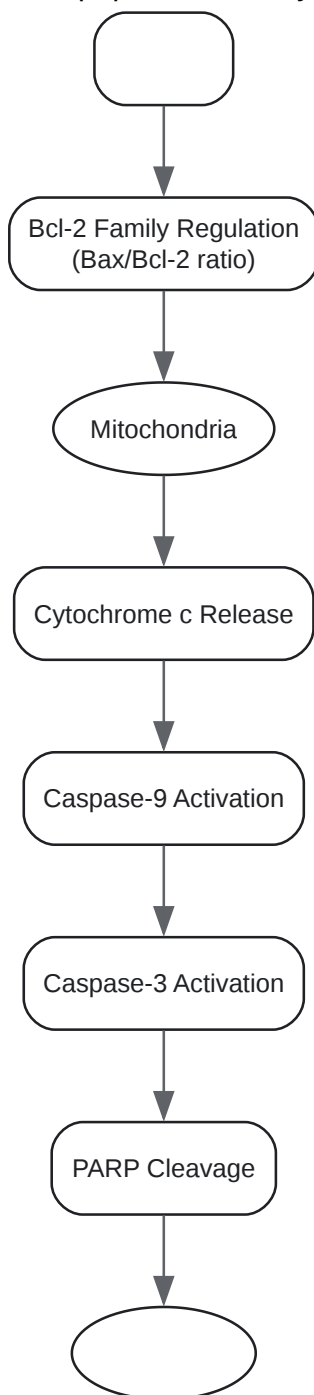 Bcl-2 Family Regulation
(Bax/Bcl-2 ratio)
Mitochondria
Cytochrome c Release
Caspase-9 Activation
Caspase-3 Activation
PARP Cleavage